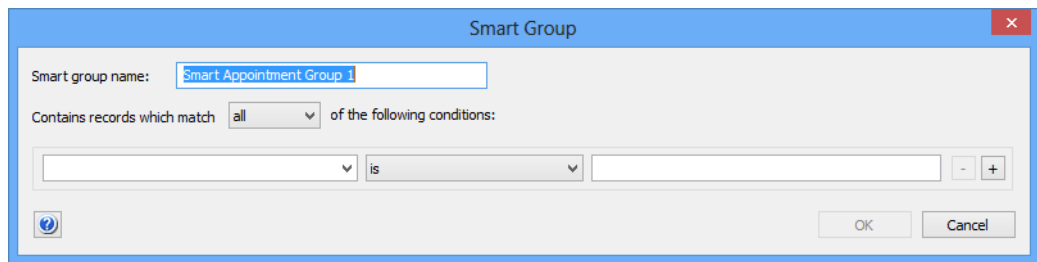 Smart Group
Smart group name: Smart Appointment Group 1
Contains records which match all of the following conditions:
is - +
? OK Cancel